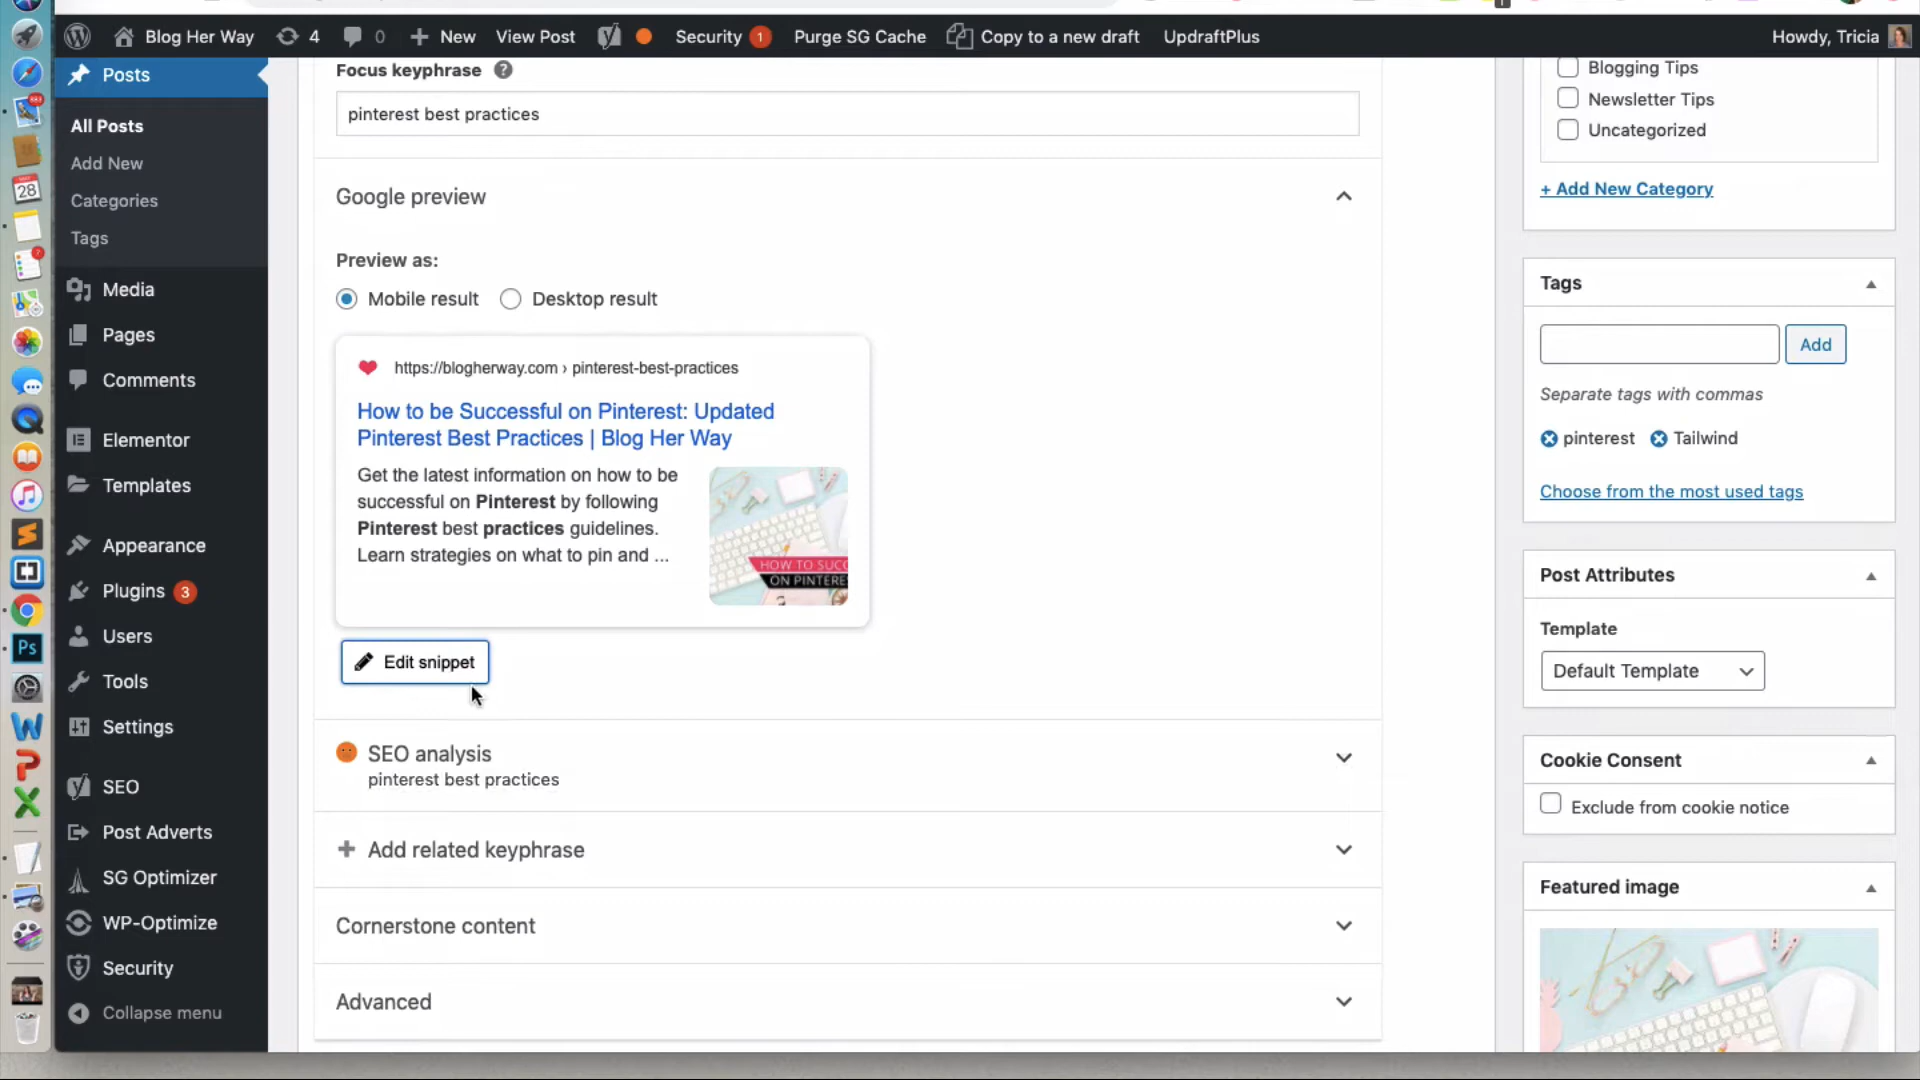 Blog Her Way
4
0
New
View Post
Security 1
Purge SG Cache
Copy to a new draft
UpdraftPlus
Howdy, Tricia
Posts
All Posts
Add New
Categories
Tags
Media
Pages
Comments
Elementor
Templates
Appearance
Plugins 3
Users
Tools
Settings
SEO
Post Adverts
SG Optimizer
WP-Optimize
Security
Collapse menu
28
Ps
Focus keyphrase ?
pinterest best practices
Google preview
Preview as:
Mobile result
Desktop result
https://blogherway.com › pinterest-best-practices
How to be Successful on Pinterest: Updated
Pinterest Best Practices | Blog Her Way
Get the latest information on how to be
successful on Pinterest by following
Pinterest best practices guidelines.
Learn strategies on what to pin and ...
HOW TO SUCC
ON PINTERE
Edit snippet
SEO analysis
pinterest best practices
Add related keyphrase
Cornerstone content
Advanced
Blogging Tips
Newsletter Tips
Uncategorized
+ Add New Category
Tags
Add
Separate tags with commas
pinterest
Tailwind
Choose from the most used tags
Post Attributes
Template
Default Template
Cookie Consent
Exclude from cookie notice
Featured image